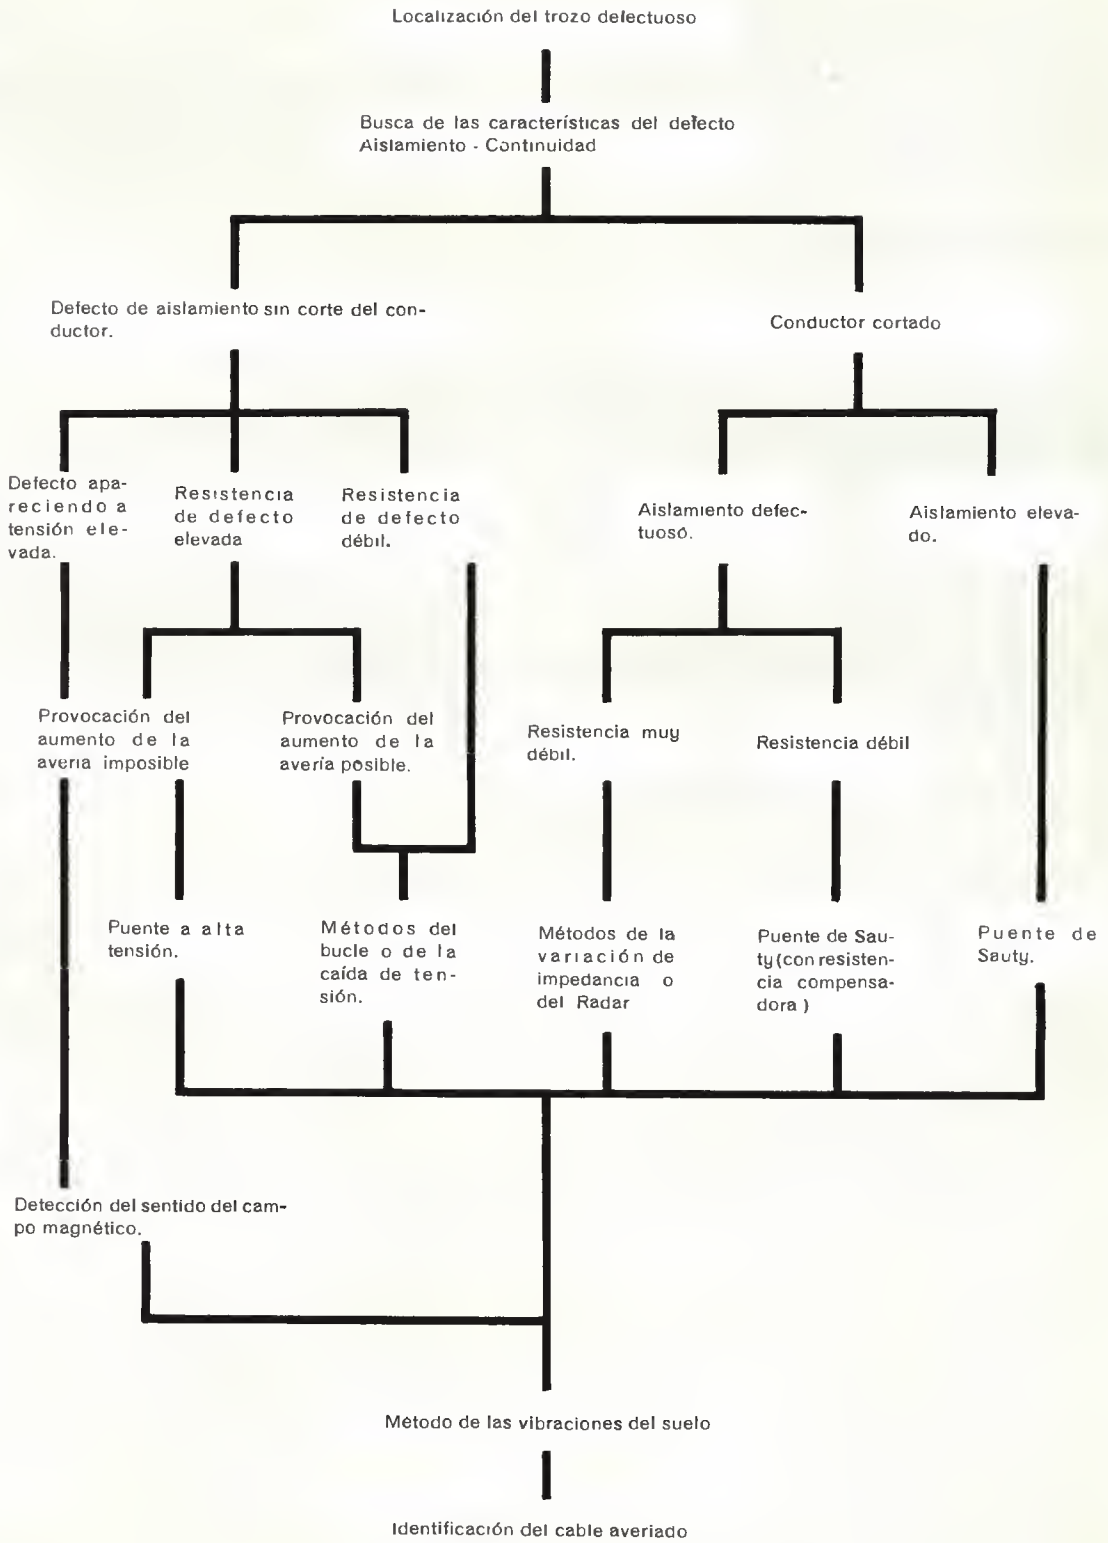 Localización del trozo defectuoso
Busca de las características del defecto
Aislamiento - Continuidad
Defecto de aislamiento sin corte del con-
ductor.
Conductor cortado
Defecto apa-
reciendo a
tensión ele-
vada.
Resistencia
de defecto
elevada
Resistencia
de defecto
débil.
Aislamiento defec-
tuosó.
Aislamiento eleva-
do.
Provocación del
aumento de la
avería imposible
Provocación del
aumento de la
avería posible.
Resistencia muy
débil.
Resistencia débil
Puente a alta
tensión.
Métodos del
bucle o de la
caída de ten-
sión.
Métodos de la
variación de
impedancia o
del Radar
Puente de Sau-
ty (con resisten-
cia compensa-
dora)
Puente de
Sauty.
Detección del sentido del cam-
po magnético.
Método de las vibraciones del suelo
Identificación del cable averiado